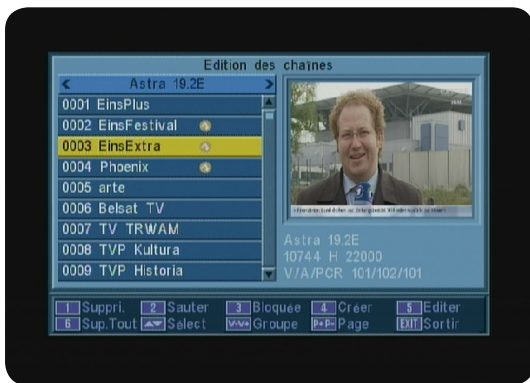 Edition des chaînes
Astra 19.2E
0001 EinsPlus
0002 EinsFestival
0003 EinsExtra
0004 Phoenix
0005 arte
0006 Belsat TV
0007 TV TRWAM
0008 TVP Kultura
0009 TVP Historia
Astra 19.2E
10744 H 22000
V/A/PCR 101/102/101
1 Suppri. 2 Sauter 3 Bloquée 4 Créer 5 Editer
6 Sup.Tout Sélect V-V+ Groupe P+P- Page EXIT Sortir